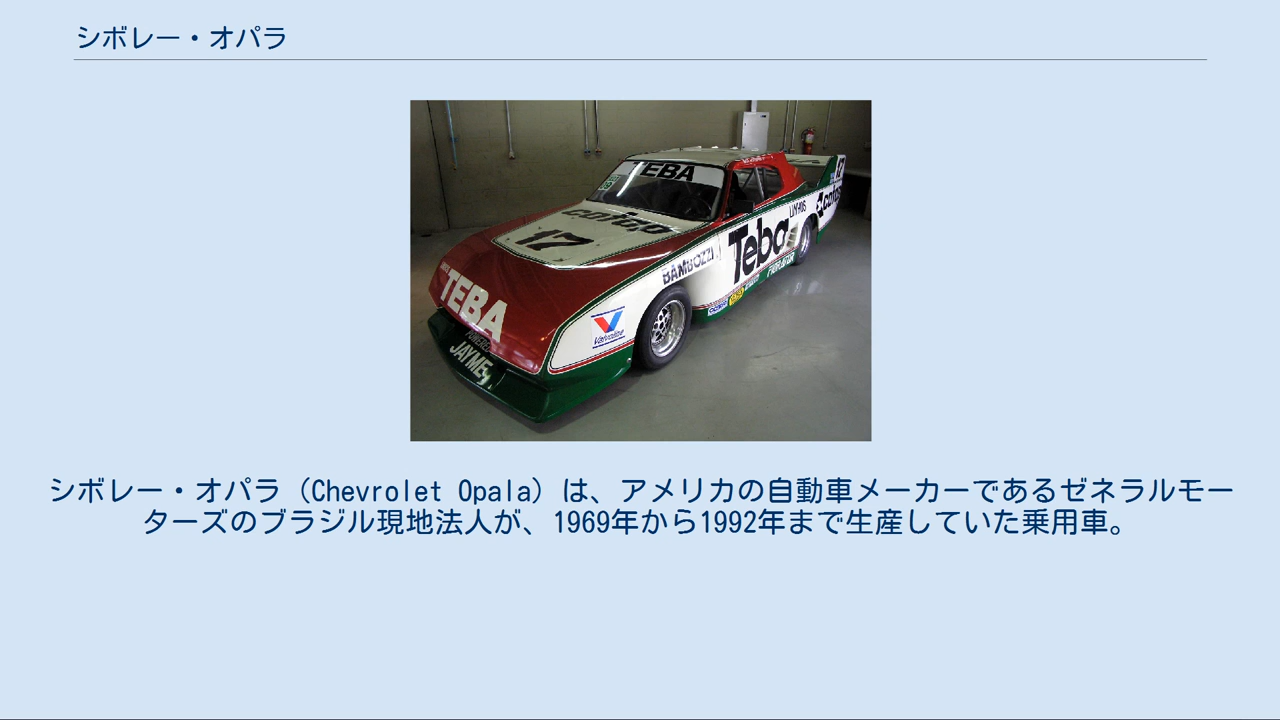 シボレー・オパラ
TEBA
cofap
17
17
cofap
Teba
BAMBOZZI
TEBA
Valvoline
JAYMES
シボレー・オパラ（Chevrolet Opala）は、アメリカの自動車メーカーであるゼネラルモー
ターズのブラジル現地法人が、1969年から1992年まで生産していた乗用車。